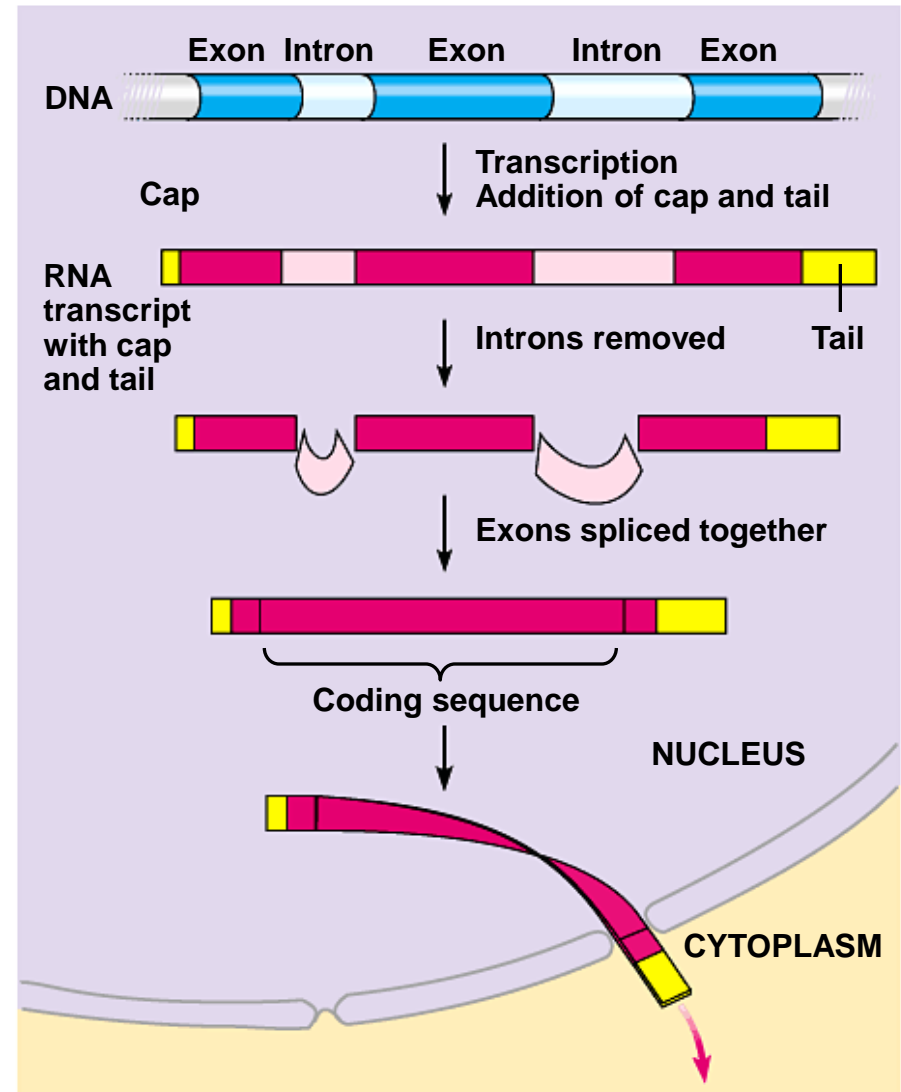 Exon Intron Exon Intron Exon
DNA
Transcription
Addition of cap and tail
Cap
RNA
transcript
with cap
and tail
Introns removed
Tail
Exons spliced together
Coding sequence
NUCLEUS
CYTOPLASM